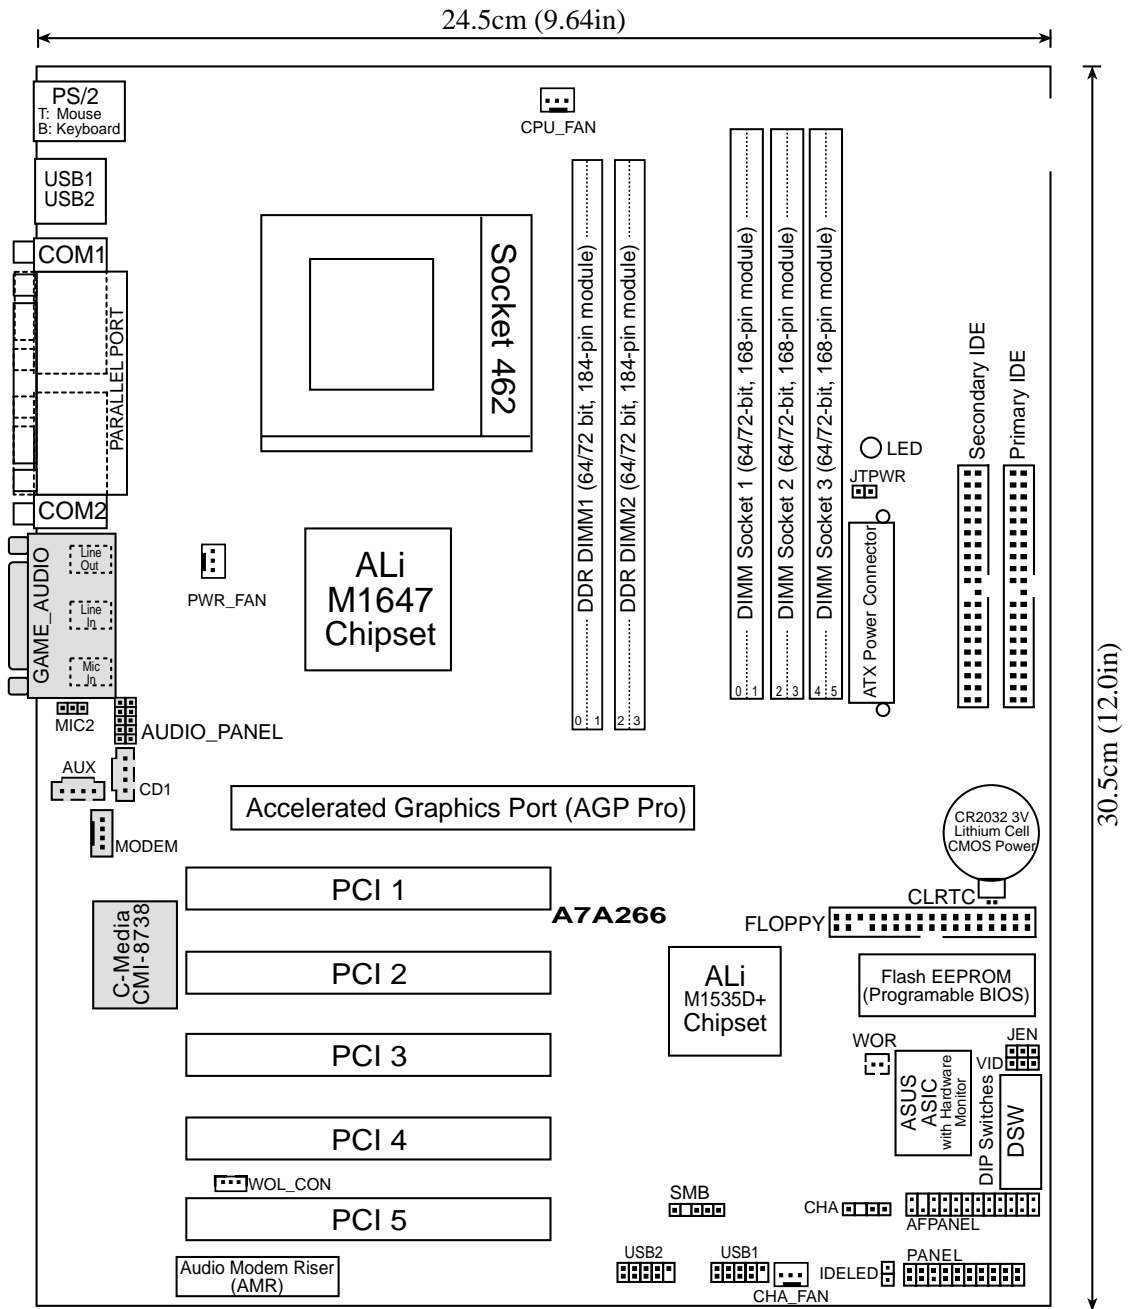 24.5cm (9.64in)
PS/2
T: Mouse
B: Keyboard
CPU_FAN
USB1
USB2
COM1
PARALLEL PORT
COM2
Socket 462
DDR DIMM1 (64/72 bit, 184-pin module)
0 1
DDR DIMM2 (64/72 bit, 184-pin module)
2 3
DIMM Socket 1 (64/72-bit, 168-pin module)
0 1
DIMM Socket 2 (64/72-bit, 168-pin module)
2 3
DIMM Socket 3 (64/72-bit, 168-pin module)
4 5
LED
JTPWR
ATX Power Connector
Secondary IDE
Primary IDE
30.5cm (12.0in)
GAME_AUDIO
Line
Out
Line
In
Mic
In
PWR_FAN
ALi
M1647
Chipset
MIC2
AUDIO_PANEL
AUX
CD1
MODEM
Accelerated Graphics Port (AGP Pro)
CR2032 3V
Lithium Cell
CMOS Power
CLRTC
FLOPPY
PCI 1
A7A266
C-Media
CMI-8738
PCI 2
ALi
M1535D+
Chipset
Flash EEPROM
(Programable BIOS)
PCI 3
WOR
JEN
VID
ASUS
ASIC
with Hardware
Monitor
DIP Switches
DSW
PCI 4
WOL_CON
PCI 5
SMB
CHA
AFPANEL
Audio Modem Riser
(AMR)
USB2
USB1
CHA_FAN
IDELED
PANEL